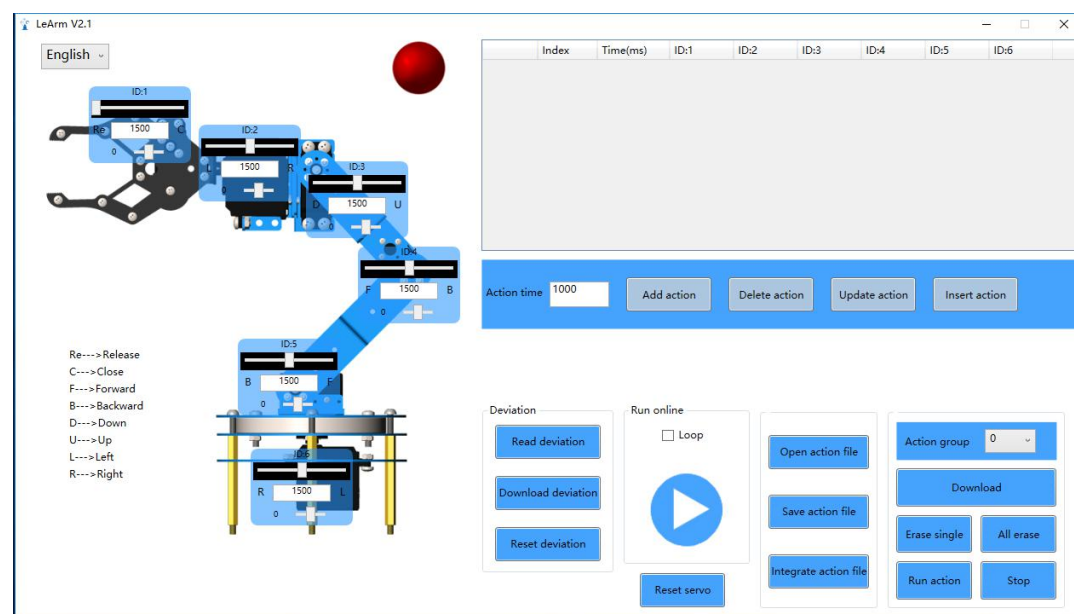 LeArm V2.1
English
Index Time(ms) ID:1 ID:2 ID:3 ID:4 ID:5 ID:6
ID:1
Re 1500 C
0
ID:2
L 1500 R
0
ID:3
D 1500 U
0
ID:4
F 1500 B
0
ID:5
B 1500 F
0
ID:6
R 1500 L
0
Re--->Release
C--->Close
F--->Forward
B--->Backward
D--->Down
U--->Up
L--->Left
R--->Right
Action time 1000 Add action Delete action Update action Insert action
Deviation
Read deviation
Download deviation
Reset deviation
Run online
Loop
Reset servo
Open action file
Save action file
Integrate action file
Action group 0
Download
Erase single All erase
Run action Stop